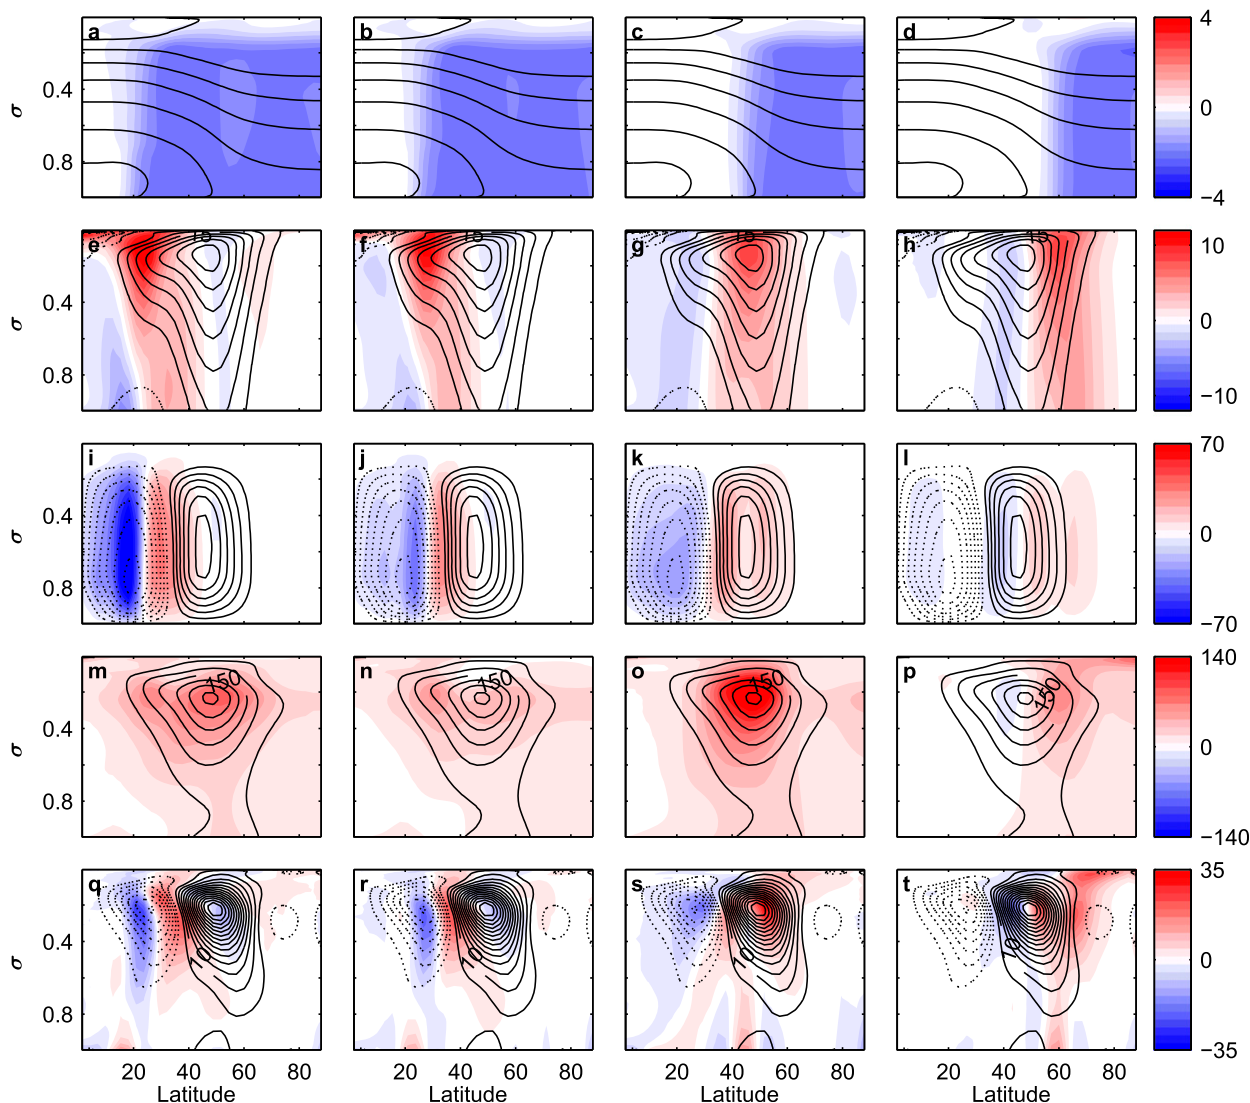 a b c d
4
0
−4
σ
0.4
0.8
e f g h
15 15 15 15
10
0
−10
σ
0.4
0.8
i j k l
70
0
−70
σ
0.4
0.8
m n o p
150 150 150 150
140
0
−140
σ
0.4
0.8
q r s t
10 10 10 10
35
0
−35
σ
0.4
0.8
20 40 60 80 20 40 60 80 20 40 60 80 20 40 60 80
Latitude Latitude Latitude Latitude